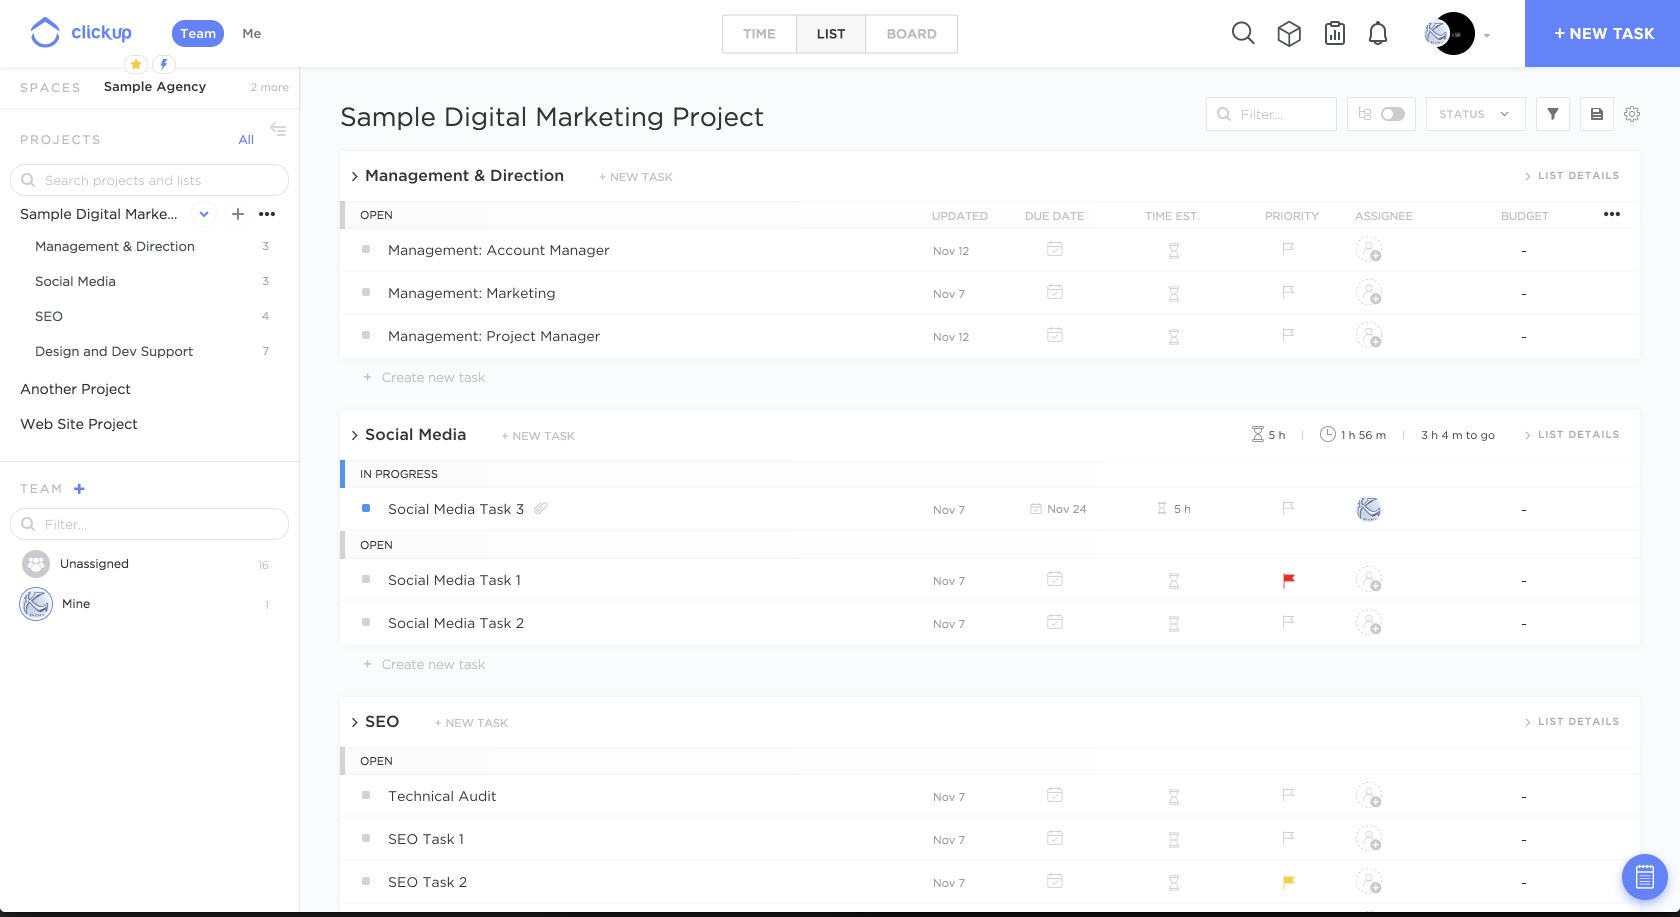 clickup Team Me TIME LIST BOARD + NEW TASK
SPACES Sample Agency 2 more
PROJECTS All
Search projects and lists
Sample Digital Marke...
Management & Direction 3
Social Media 3
SEO 4
Design and Dev Support 7
Another Project
Web Site Project
TEAM +
Filter...
Unassigned 16
Mine 1
Sample Digital Marketing Project Filter... STATUS
Management & Direction + NEW TASK LIST DETAILS
OPEN UPDATED DUE DATE TIME EST. PRIORITY ASSIGNEE BUDGET
Management: Account Manager Nov 12 -
Management: Marketing Nov 7 -
Management: Project Manager Nov 12 -
+ Create new task
Social Media + NEW TASK 5 h 1 h 56 m 3 h 4 m to go LIST DETAILS
IN PROGRESS
Social Media Task 3 Nov 7 Nov 24 5 h -
OPEN
Social Media Task 1 Nov 7 -
Social Media Task 2 Nov 7 -
+ Create new task
SEO + NEW TASK LIST DETAILS
OPEN
Technical Audit Nov 7 -
SEO Task 1 Nov 7 -
SEO Task 2 Nov 7 -